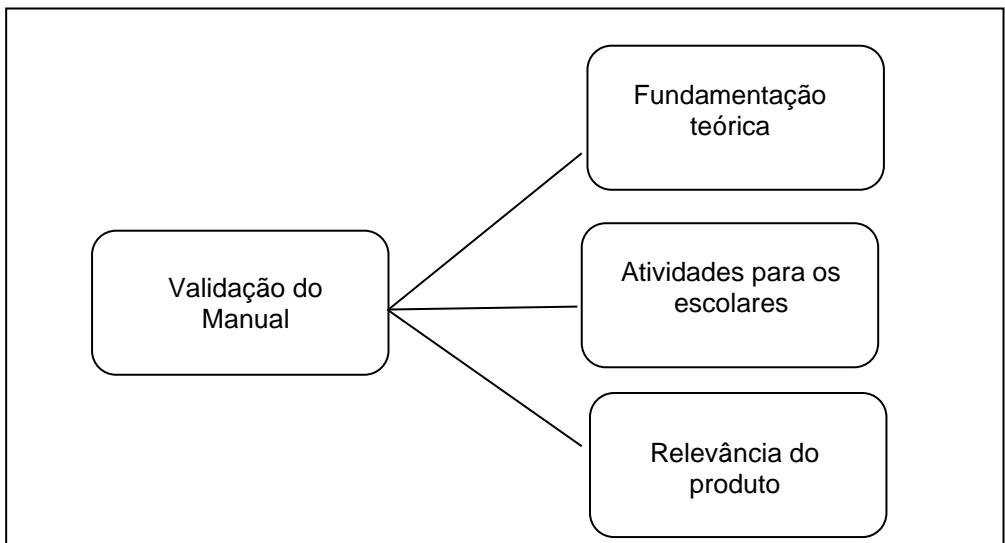 Fundamentação
teórica
Validação do
Manual
Atividades para os
escolares
Relevância do
produto